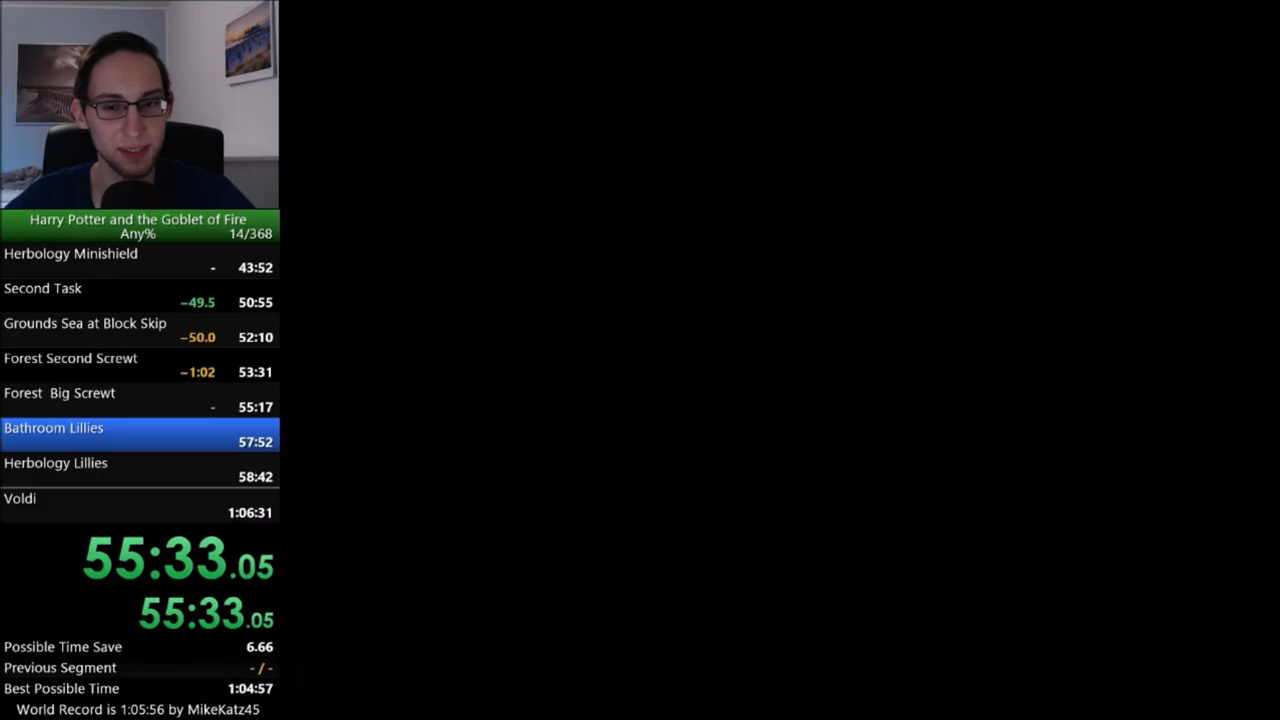 Harry Potter and the Goblet of Fire
Any% 14/368
Herbology Minishield
- 43:52
Second Task
−49.5 50:55
Grounds Sea at Block Skip
−50.0 52:10
Forest Second Screwt
−1:02 53:31
Forest  Big Screwt
- 55:17
Bathroom Lillies
57:52
Herbology Lillies
58:42
Voldi
1:06:31
55:33.05
55:33.05
Possible Time Save 6.66
Previous Segment - / -
Best Possible Time 1:04:57
World Record is 1:05:56 by MikeKatz45